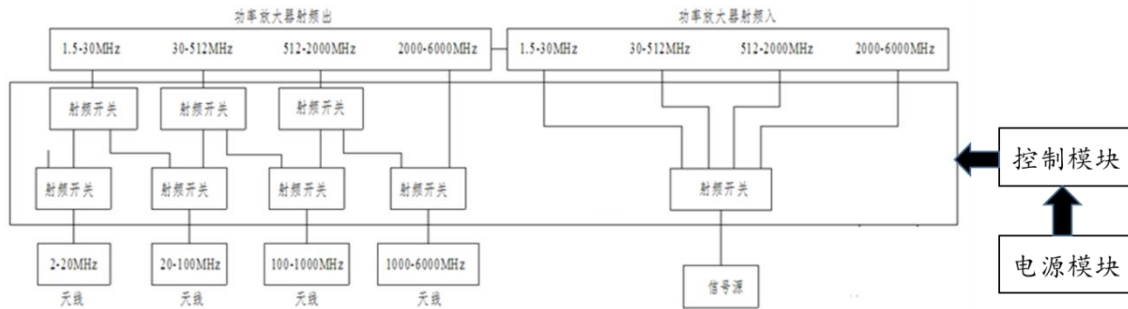 功率放大器射频出
功率放大器射频入
1.5-30MHz 30-512MHz 512-2000MHz 2000-6000MHz
1.5-30MHz 30-512MHz 512-2000MHz 2000-6000MHz
射频开关 射频开关 射频开关
射频开关 射频开关 射频开关 射频开关
射频开关
控制模块
2-20MHz 20-100MHz 100-1000MHz 1000-6000MHz
天线 天线 天线 天线
信号源
电源模块